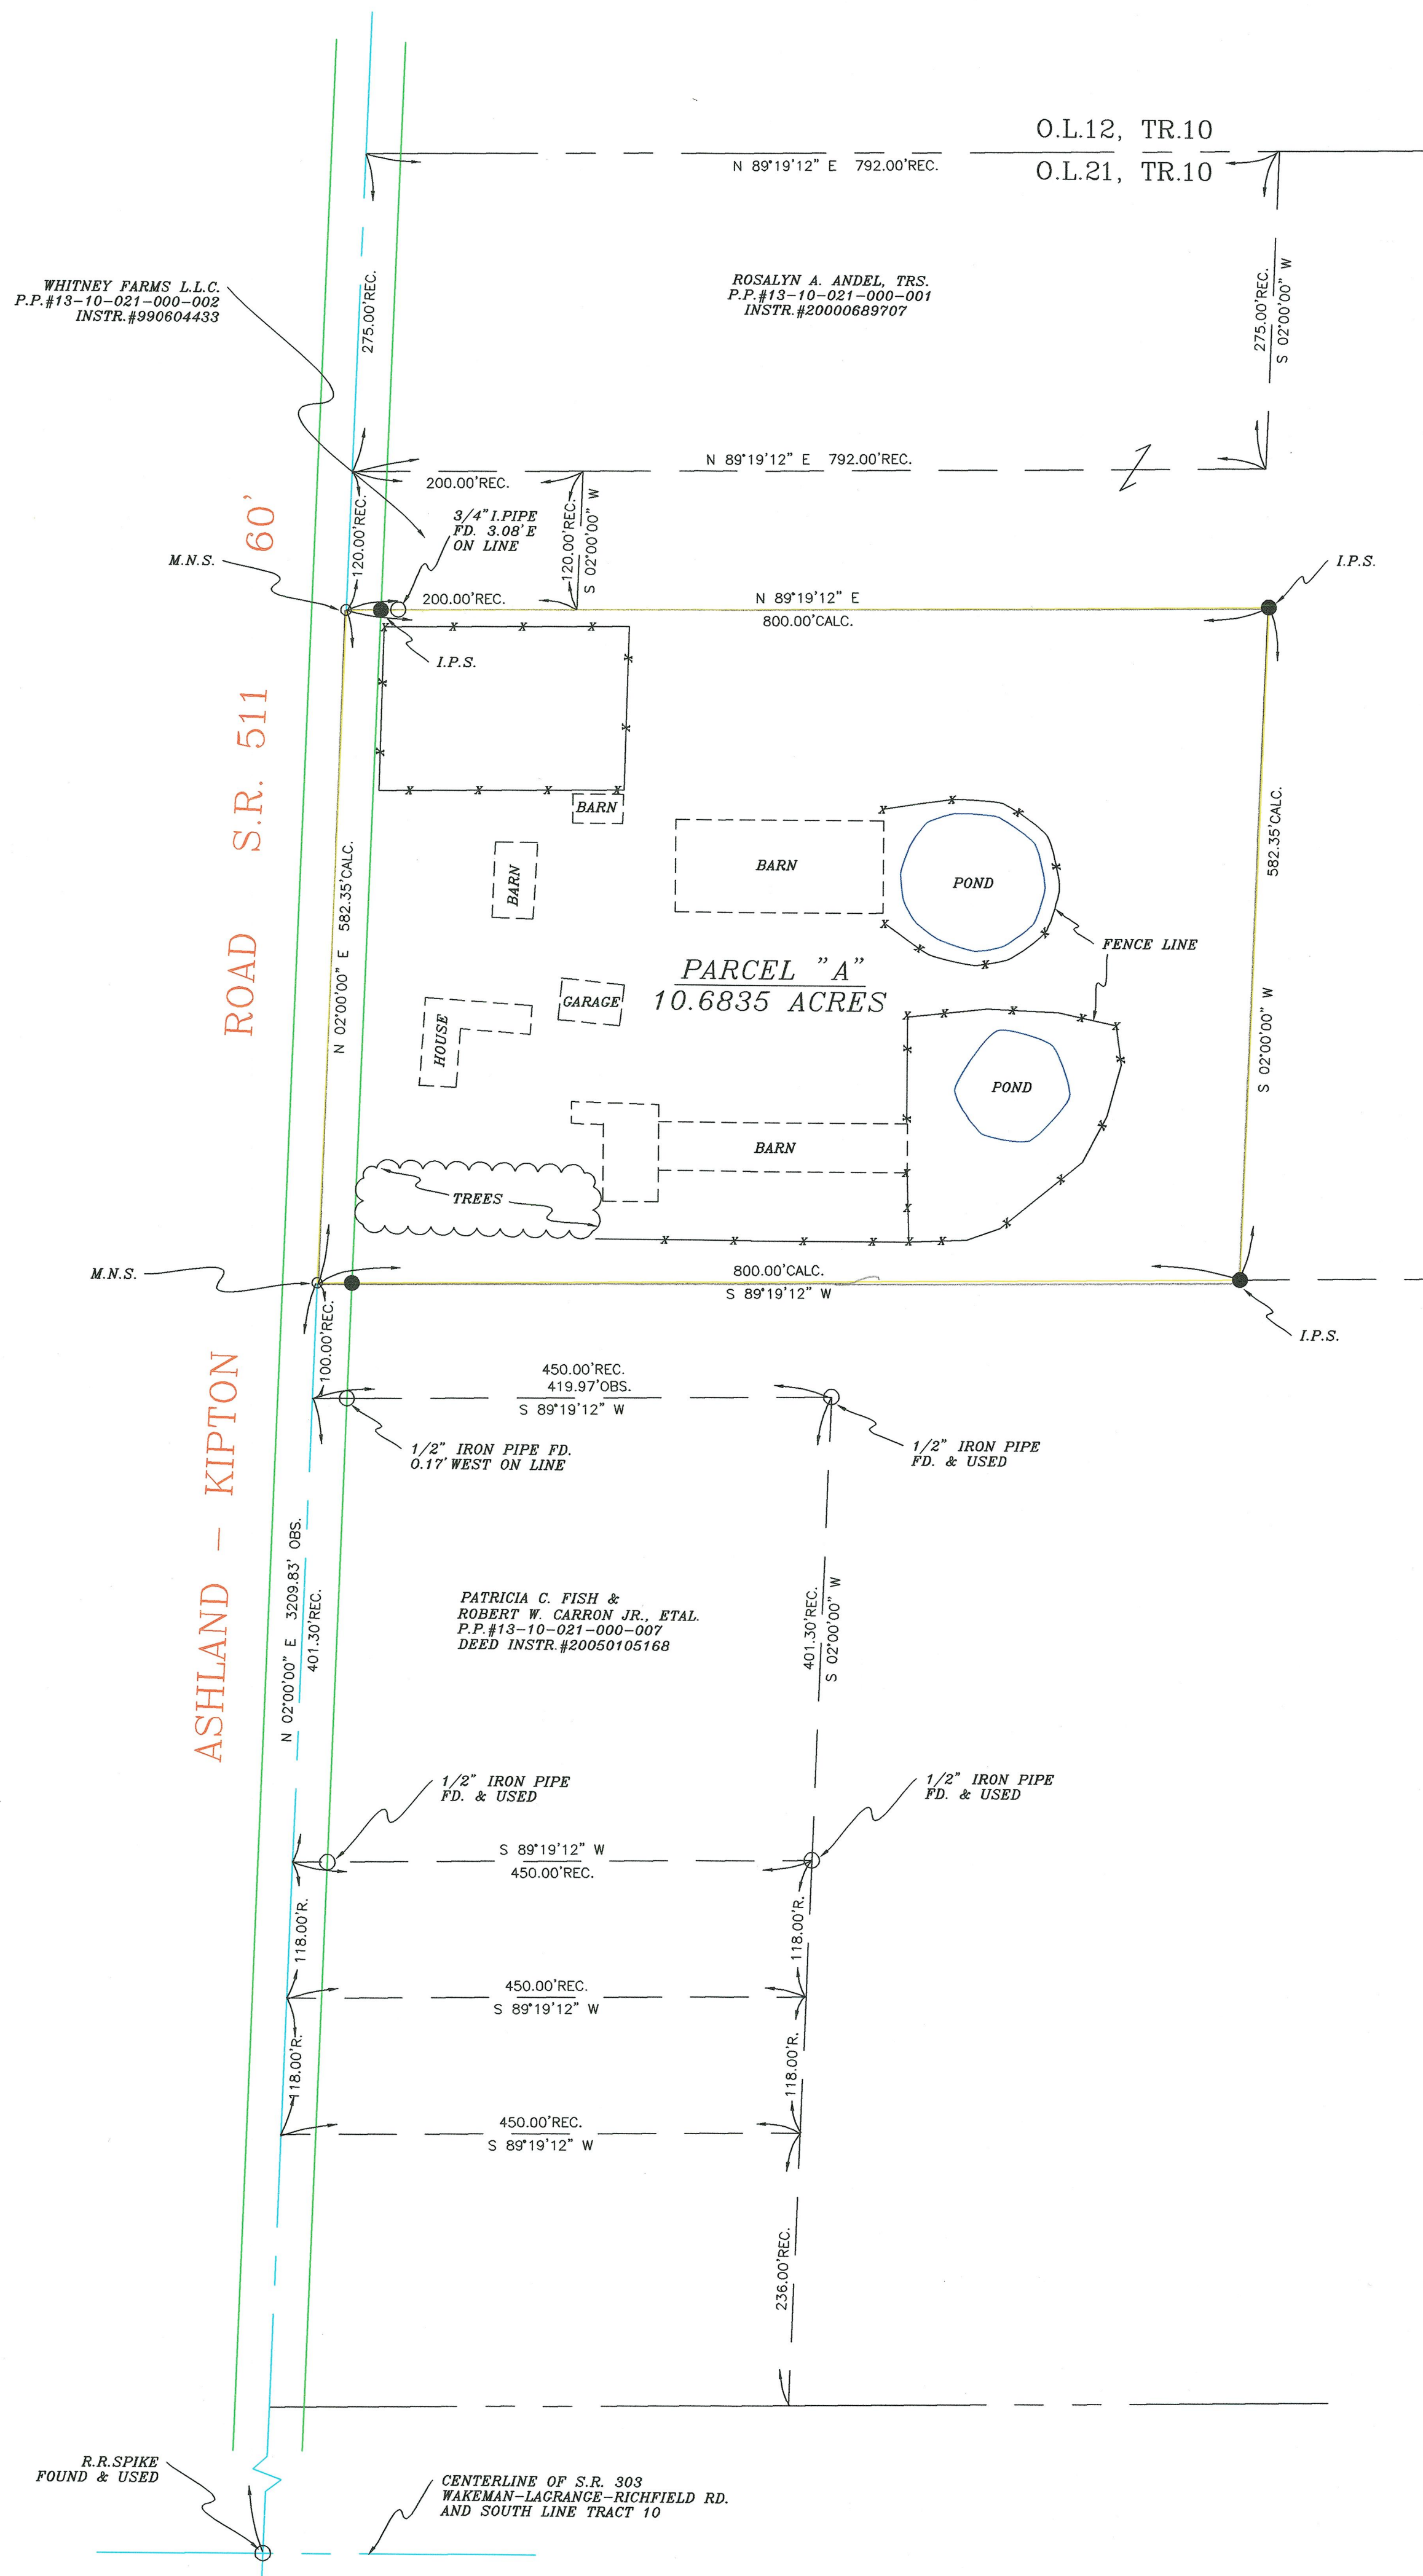 O.L.12, TR.10
N 89°19'12" E 792.00'REC.
O.L.21, TR.10
275.00'REC.
WHITNEY FARMS L.L.C.
P.P.#13-10-021-000-002
INSTR.#990604433
ROSALYN A. ANDEL, TRS.
P.P.#13-10-021-000-001
INSTR.#20000689707
275.00'REC.
S 02°00'00" W
N 89°19'12" E 792.00'REC.
200.00'REC.
120.00'REC.
3/4" I.PIPE
FD. 3.08'E
ON LINE
120.00'REC.
S 02°00'00" W
M.N.S.
I.P.S.
200.00'REC.
N 89°19'12" E
800.00'CALC.
I.P.S.
ASHLAND - KIPTON ROAD S.R. 511 60'
BARN
BARN
BARN
POND
582.35'CALC.
S 02°00'00" W
N 02°00'00" E 582.35'CALC.
FENCE LINE
PARCEL "A"
10.6835 ACRES
GARAGE
HOUSE
POND
BARN
TREES
M.N.S.
800.00'CALC.
S 89°19'12" W
I.P.S.
100.00'REC.
450.00'REC.
419.97'OBS.
S 89°19'12" W
1/2" IRON PIPE FD.
0.17'WEST ON LINE
1/2" IRON PIPE
FD. & USED
N 02°00'00" E 3209.83' OBS.
401.30'REC.
PATRICIA C. FISH &
ROBERT W. CARRON JR., ETAL.
P.P.#13-10-021-000-007
DEED INSTR.#20050105168
401.30'REC.
S 02°00'00" W
1/2" IRON PIPE
FD. & USED
1/2" IRON PIPE
FD. & USED
S 89°19'12" W
450.00'REC.
118.00'R.
118.00'R.
450.00'REC.
S 89°19'12" W
118.00'R.
118.00'R.
450.00'REC.
S 89°19'12" W
236.00'REC.
R.R.SPIKE
FOUND & USED
CENTERLINE OF S.R. 303
WAKEMAN-LAGRANGE-RICHFIELD RD.
AND SOUTH LINE TRACT 10